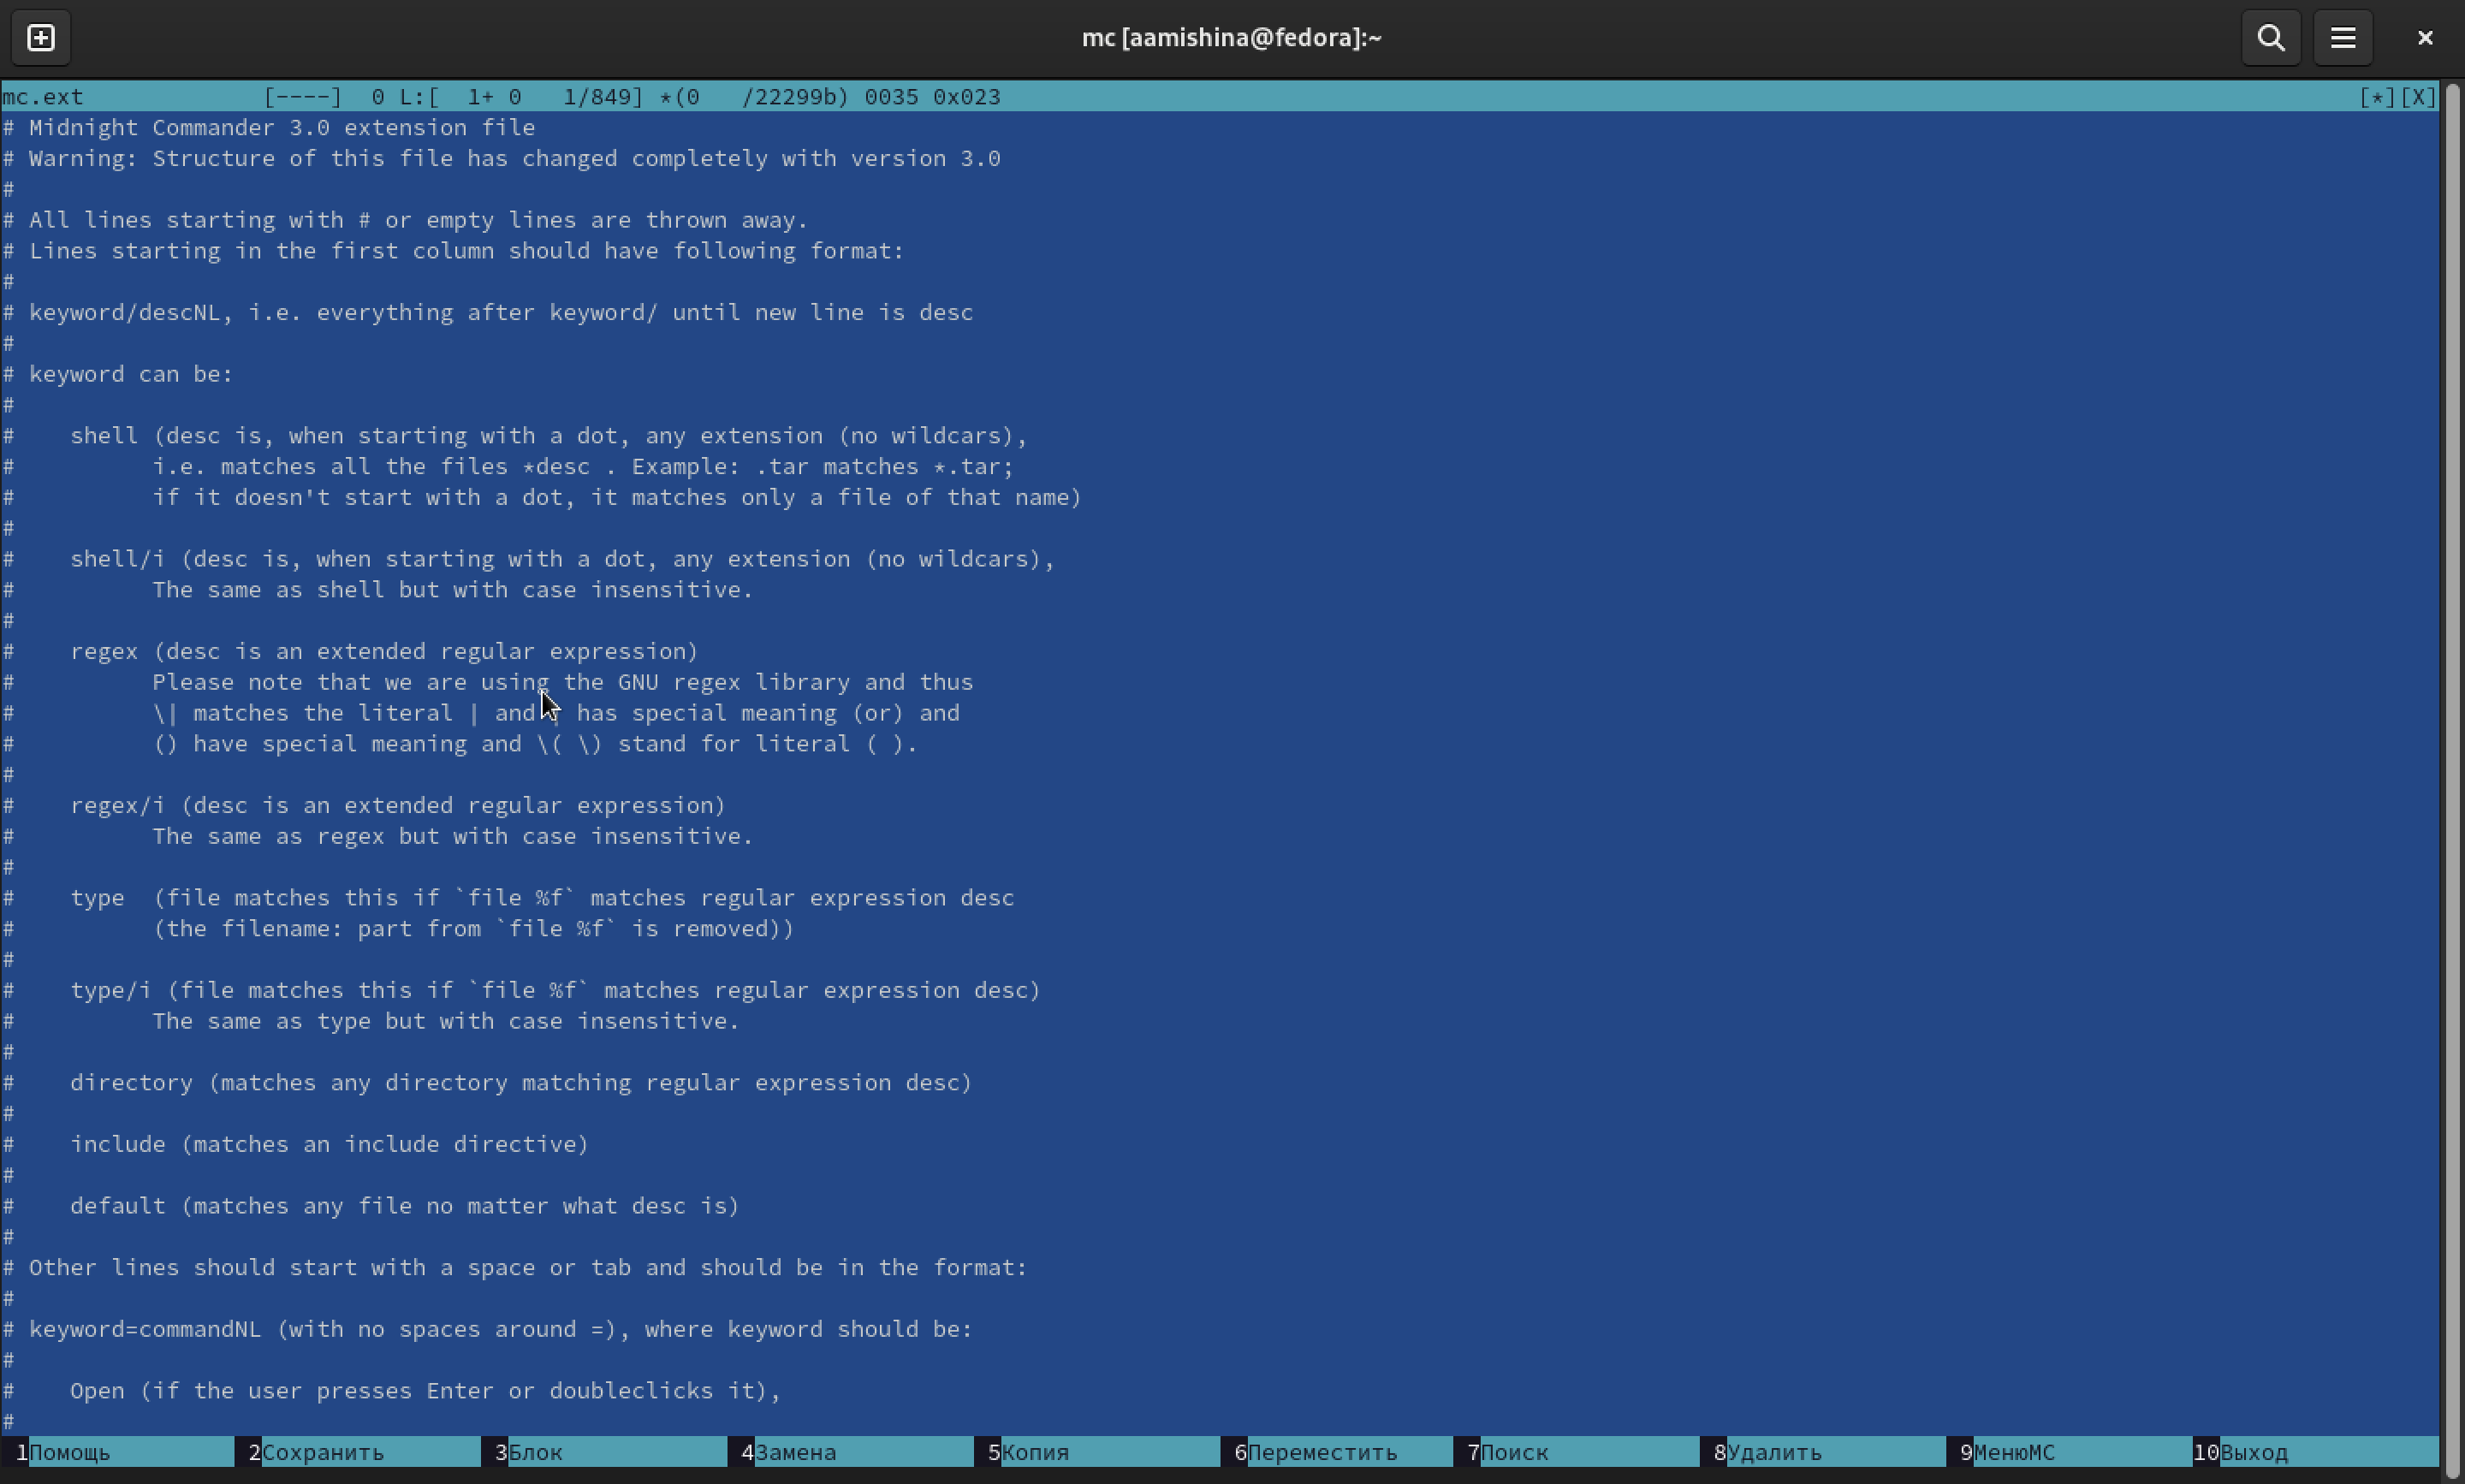 mc [aamishina@fedora]:~
mc.ext [----] 0 L:[ 1+ 0 1/849] *(0 /22299b) 0035 0x023 [*][X]
# Midnight Commander 3.0 extension file
# Warning: Structure of this file has changed completely with version 3.0
#
# All lines starting with # or empty lines are thrown away.
# Lines starting in the first column should have following format:
#
# keyword/descNL, i.e. everything after keyword/ until new line is desc
#
# keyword can be:
#
#    shell (desc is, when starting with a dot, any extension (no wildcars),
#          i.e. matches all the files *desc . Example: .tar matches *.tar;
#          if it doesn't start with a dot, it matches only a file of that name)
#
#    shell/i (desc is, when starting with a dot, any extension (no wildcars),
#          The same as shell but with case insensitive.
#
#    regex (desc is an extended regular expression)
#          Please note that we are using the GNU regex library and thus
#          \| matches the literal | and | has special meaning (or) and
#          () have special meaning and \( \) stand for literal ( ).
#
#    regex/i (desc is an extended regular expression)
#          The same as regex but with case insensitive.
#
#    type  (file matches this if `file %f` matches regular expression desc
#          (the filename: part from `file %f` is removed))
#
#    type/i (file matches this if `file %f` matches regular expression desc)
#          The same as type but with case insensitive.
#
#    directory (matches any directory matching regular expression desc)
#
#    include (matches an include directive)
#
#    default (matches any file no matter what desc is)
#
# Other lines should start with a space or tab and should be in the format:
#
# keyword=commandNL (with no spaces around =), where keyword should be:
#
#    Open (if the user presses Enter or doubleclicks it),
#
1Помощь 2Сохранить 3Блок 4Замена 5Копия 6Переместить 7Поиск 8Удалить 9МенюMC 10Выход